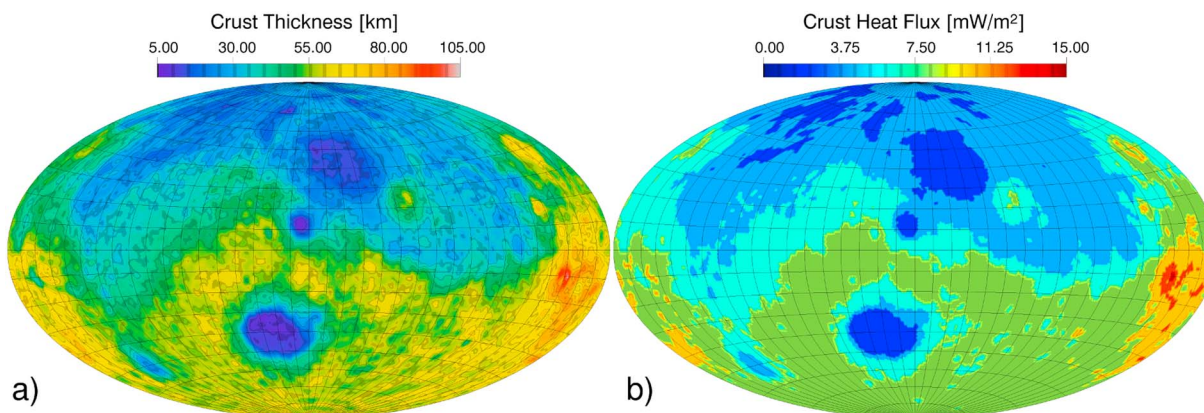 Crust Thickness [km]
5.00 30.00 55.00 80.00 105.00
Crust Heat Flux [mW/m²]
0.00 3.75 7.50 11.25 15.00
a)
b)